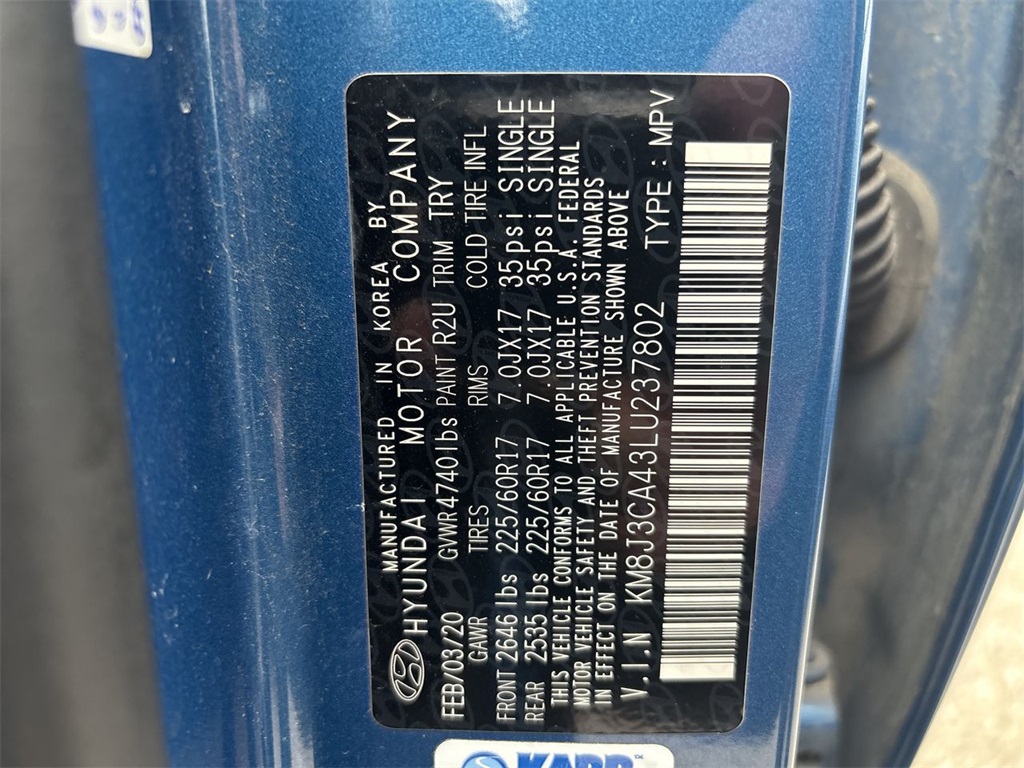 MANUFACTURED IN KOREA BY
HYUNDAI MOTOR COMPANY
FEB/03/20 GVWR4740lbs PAINT R2U TRIM TRY
GAWR TIRES RIMS COLD TIRE INFL
FRONT 2646 lbs 225/60R17 7.0JX17 35psi SINGLE
REAR 2535 lbs 225/60R17 7.0JX17 35psi SINGLE
THIS VEHICLE CONFORMS TO ALL APPLICABLE U.S.A. FEDERAL
MOTOR VEHICLE SAFETY AND THEFT PREVENTION STANDARDS
IN EFFECT ON THE DATE OF MANUFACTURE SHOWN ABOVE
V.I.N KM8J3CA43LU237802 TYPE : MPV